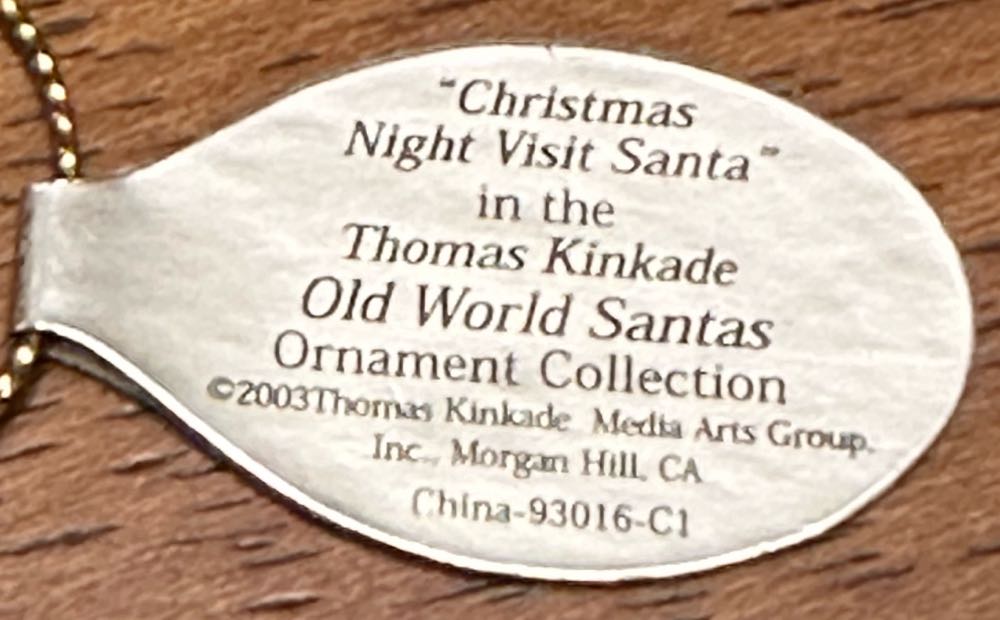 "Christmas
Night Visit Santa"
in the
Thomas Kinkade
Old World Santas
Ornament Collection
©2003Thomas Kinkade Media Arts Group,
Inc., Morgan Hill, CA
China-93016-C1